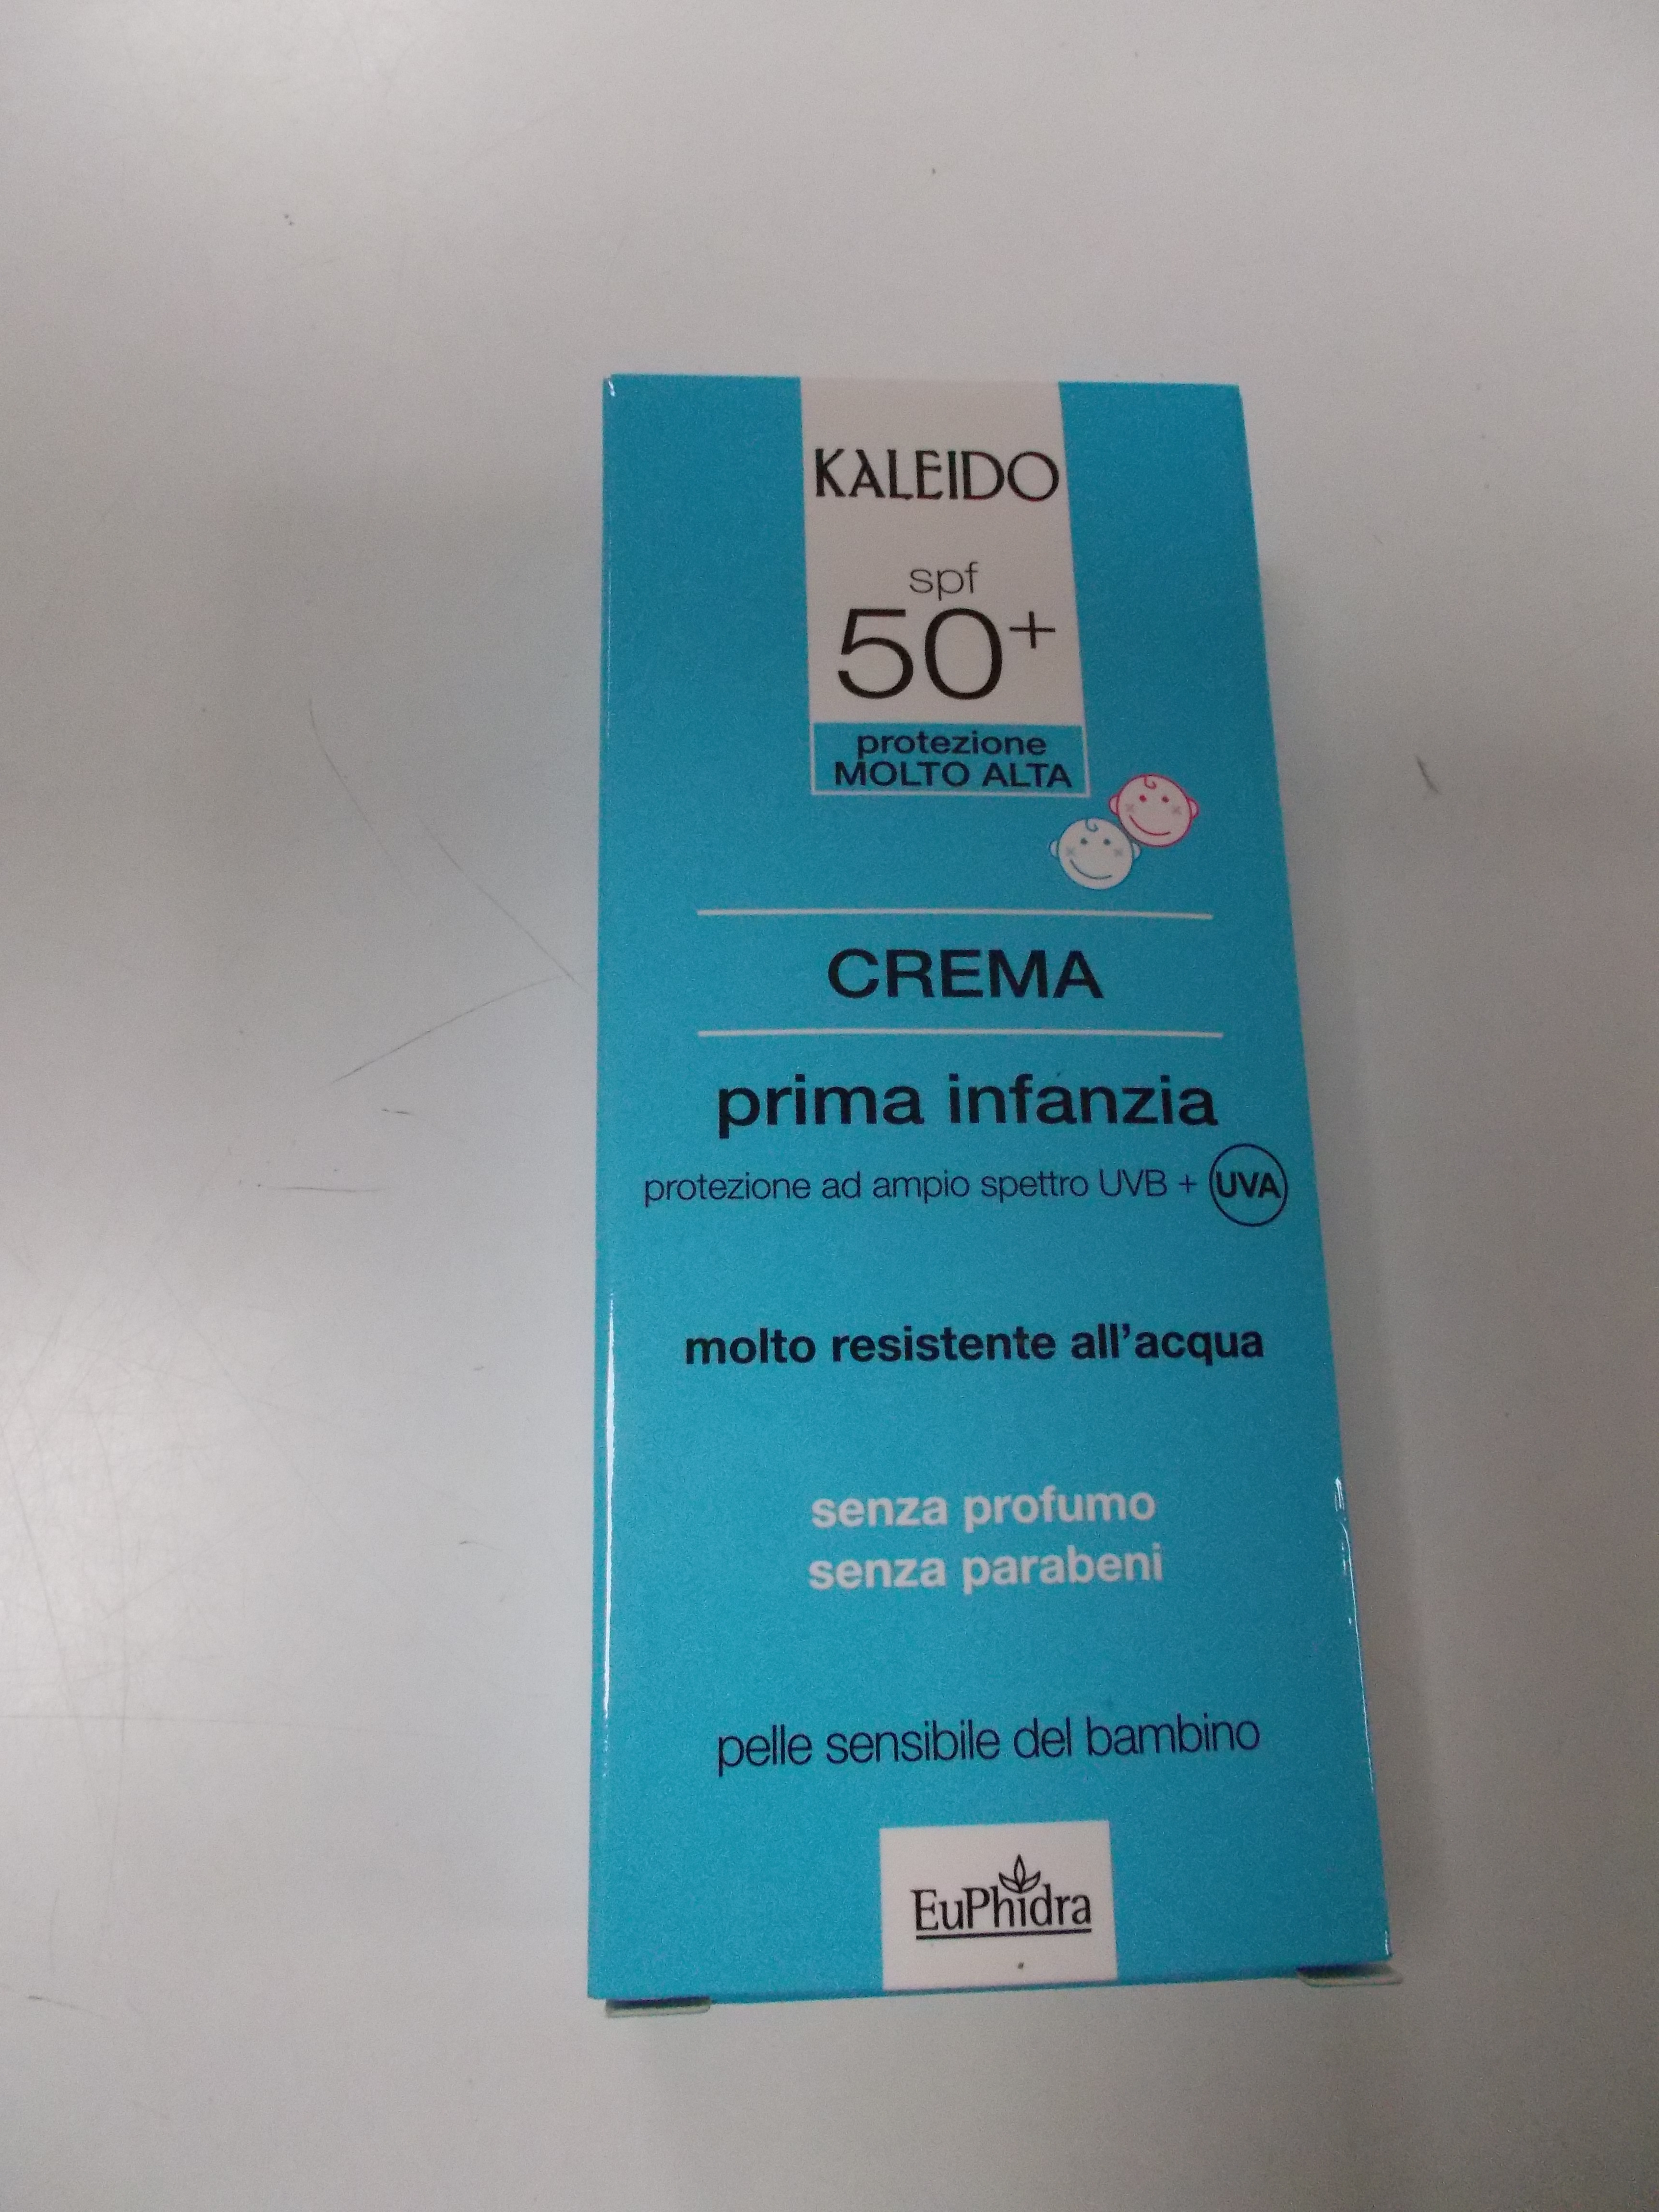 KALEIDO
spf
50+
protezione
MOLTO ALTA
CREMA
prima infanzia
protezione ad ampio spettro UVB + UVA
molto resistente all'acqua
senza profumo
senza parabeni
pelle sensibile del bambino
EuPhidra